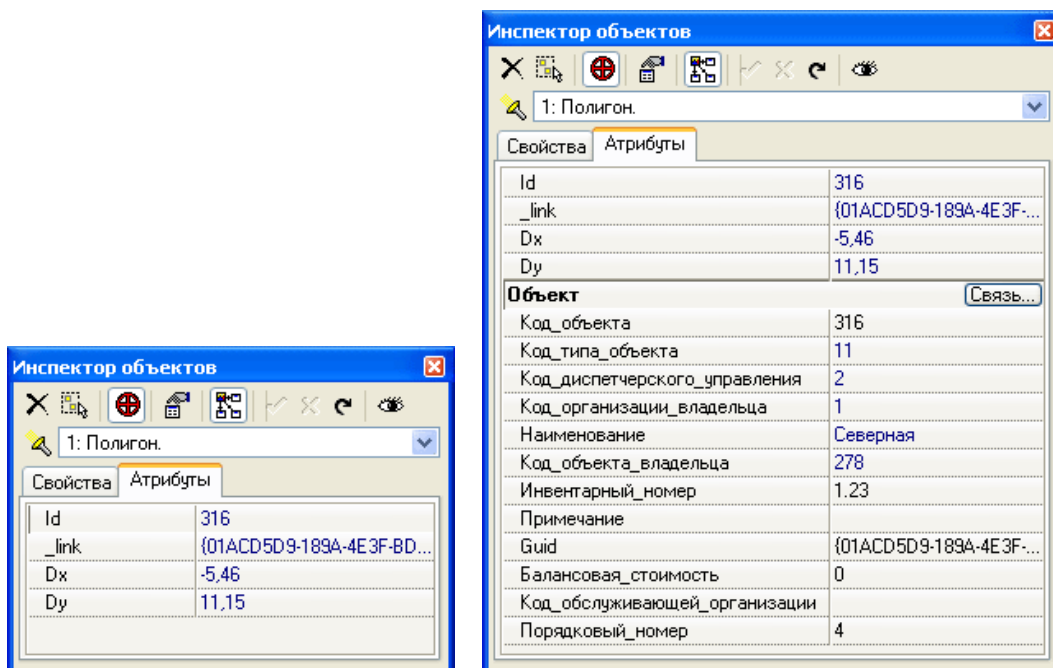 Инспектор объектов
1: Полигон.
Свойства Атрибуты
Id 316
_link {01ACD5D9-189A-4E3F-BD...
Dx -5,46
Dy 11,15
Инспектор объектов
1: Полигон.
Свойства Атрибуты
Id 316
_link {01ACD5D9-189A-4E3F-...
Dx -5,46
Dy 11,15
Объект Связь...
Код_объекта 316
Код_типа_объекта 11
Код_диспетчерского_управления 2
Код_организации_владельца 1
Наименование Северная
Код_объекта_владельца 278
Инвентарный_номер 1.23
Примечание
Guid {01ACD5D9-189A-4E3F-...
Балансовая_стоимость 0
Код_обслуживающей_организации
Порядковый_номер 4